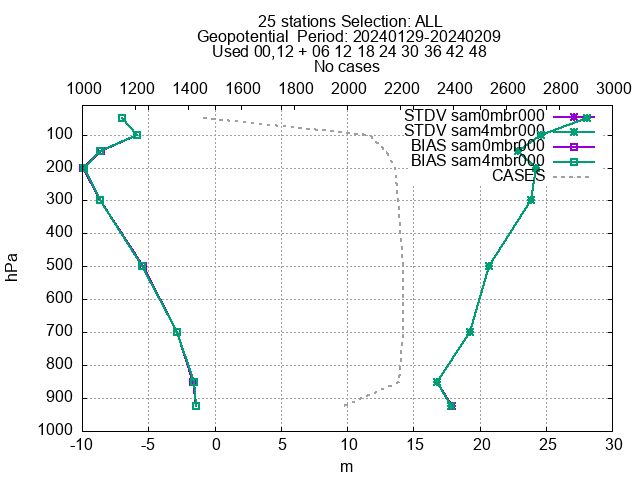 25 stations Selection: ALL
Geopotential  Period: 20240129-20240209
Used 00,12 + 06 12 18 24 30 36 42 48
No cases
1000 1200 1400 1600 1800 2000 2200 2400 2600 2800 3000
STDV sam0mbr000
STDV sam4mbr000
BIAS sam0mbr000
BIAS sam4mbr000
CASES
100
200
300
400
500
600
700
800
900
1000
hPa
-10 -5 0 5 10 15 20 25 30
m